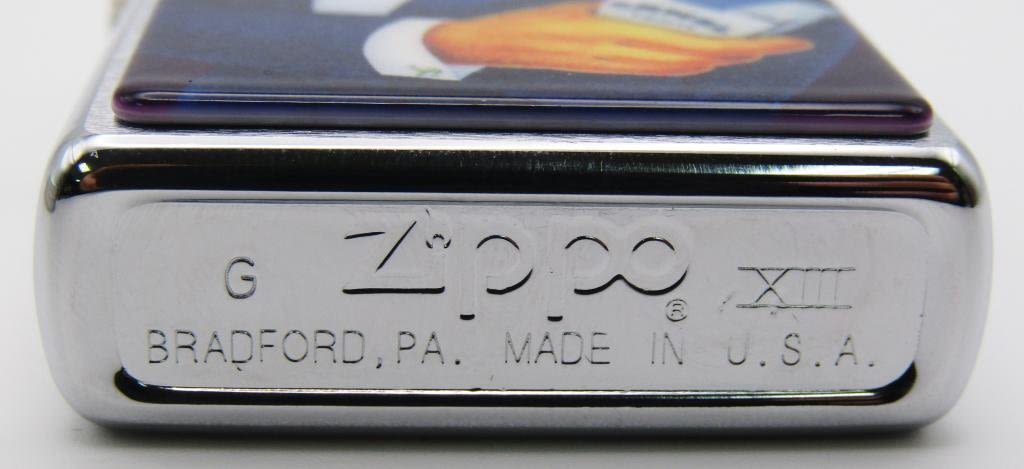 G Zippo ® XIII
BRADFORD, PA. MADE IN U.S.A.